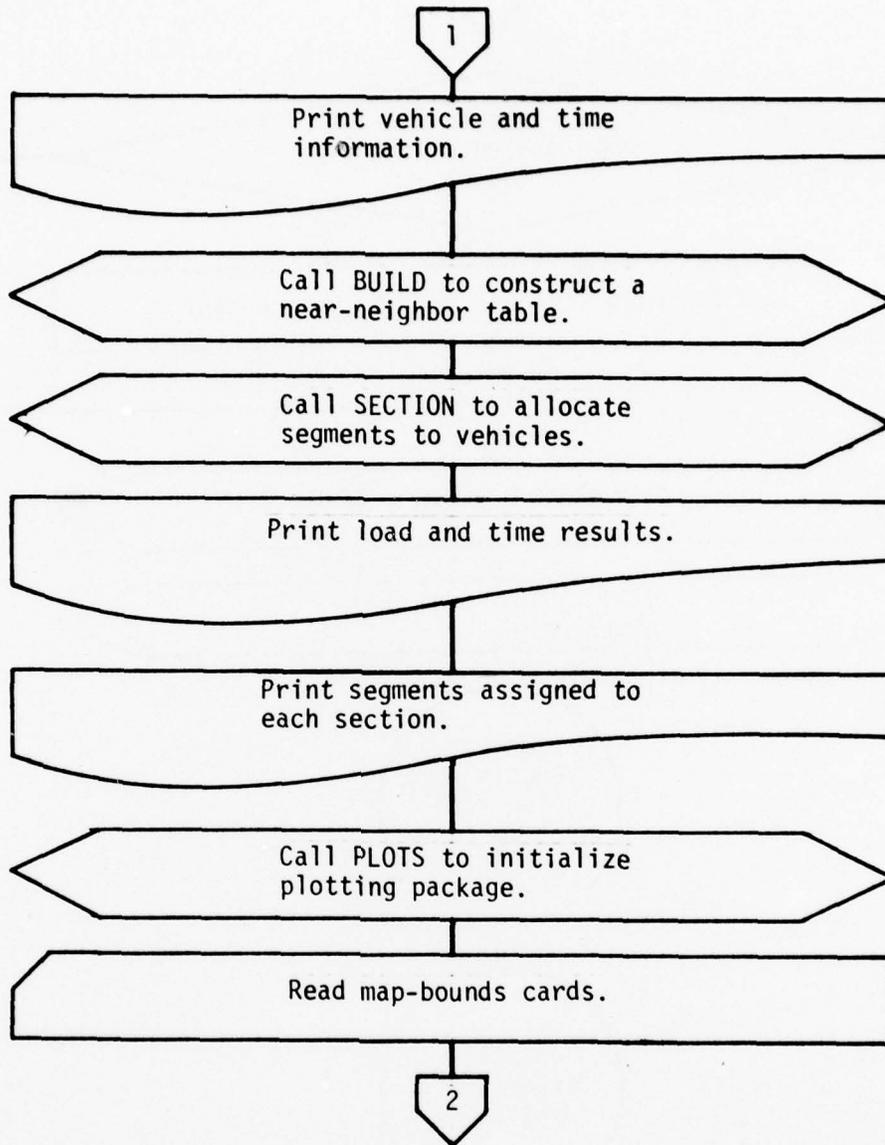 1
Print vehicle and time
information.
Call BUILD to construct a
near-neighbor table.
Call SECTION to allocate
segments to vehicles.
Print load and time results.
Print segments assigned to
each section.
Call PLOTS to initialize
plotting package.
Read map-bounds cards.
2